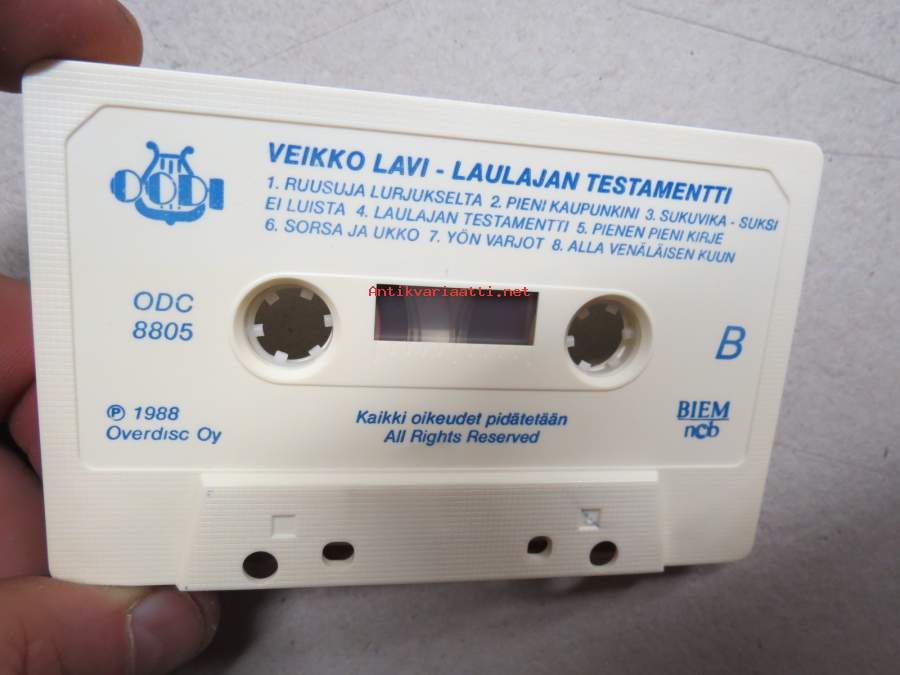 OODI
VEIKKO LAVI - LAULAJAN TESTAMENTTI
1. RUUSUJA LURJUKSELTA 2. PIENI KAUPUNKINI 3. SUKUVIKA - SUKSI
EI LUISTA 4. LAULAJAN TESTAMENTTI 5. PIENEN PIENI KIRJE
6. SORSA JA UKKO 7. YÖN VARJOT 8. ALLA VENÄLÄISEN KUUN
Antikvariaatti.net
ODC
8805
B
℗ 1988
Overdisc Oy
Kaikki oikeudet pidätetään
All Rights Reserved
BIEM
ncb